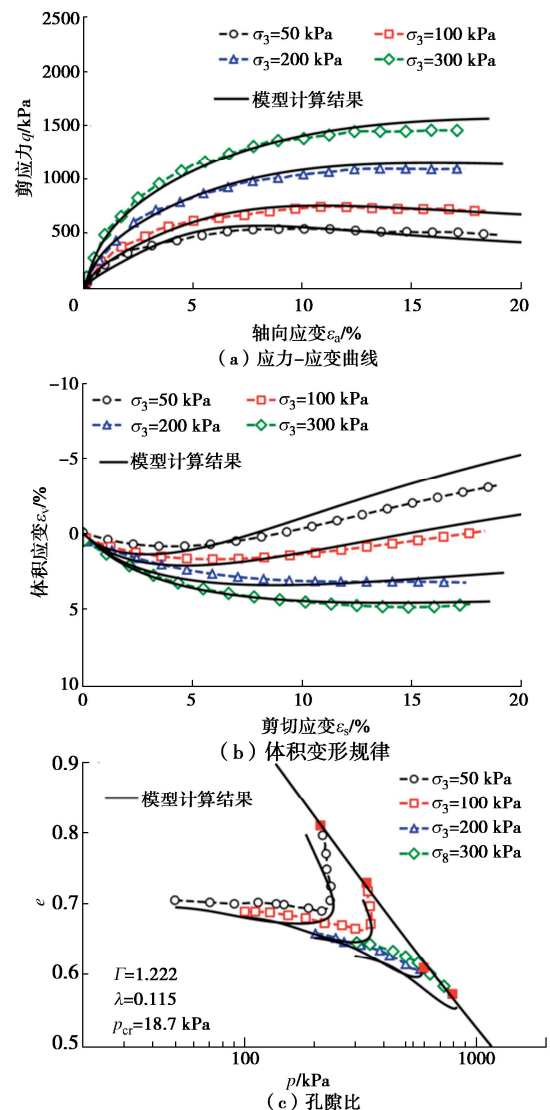 2500
2000
1500
1000
500
剪应力q/kPa
σ3=50 kPa
σ3=100 kPa
σ3=200 kPa
σ3=300 kPa
模型计算结果
0
5
10
15
20
轴向应变εa/%
(a)应力-应变曲线
-10
-5
0
5
10
体积应变εv/%
σ3=50 kPa
σ3=100 kPa
σ3=200 kPa
σ3=300 kPa
模型计算结果
0
5
10
15
20
剪切应变εs/%
(b)体积变形规律
0.9
0.8
0.7
0.6
0.5
e
模型计算结果
σ3=50 kPa
σ3=100 kPa
σ3=200 kPa
σ8=300 kPa
Γ=1.222
λ=0.115
pcr=18.7 kPa
100
1000
p/kPa
(c)孔隙比